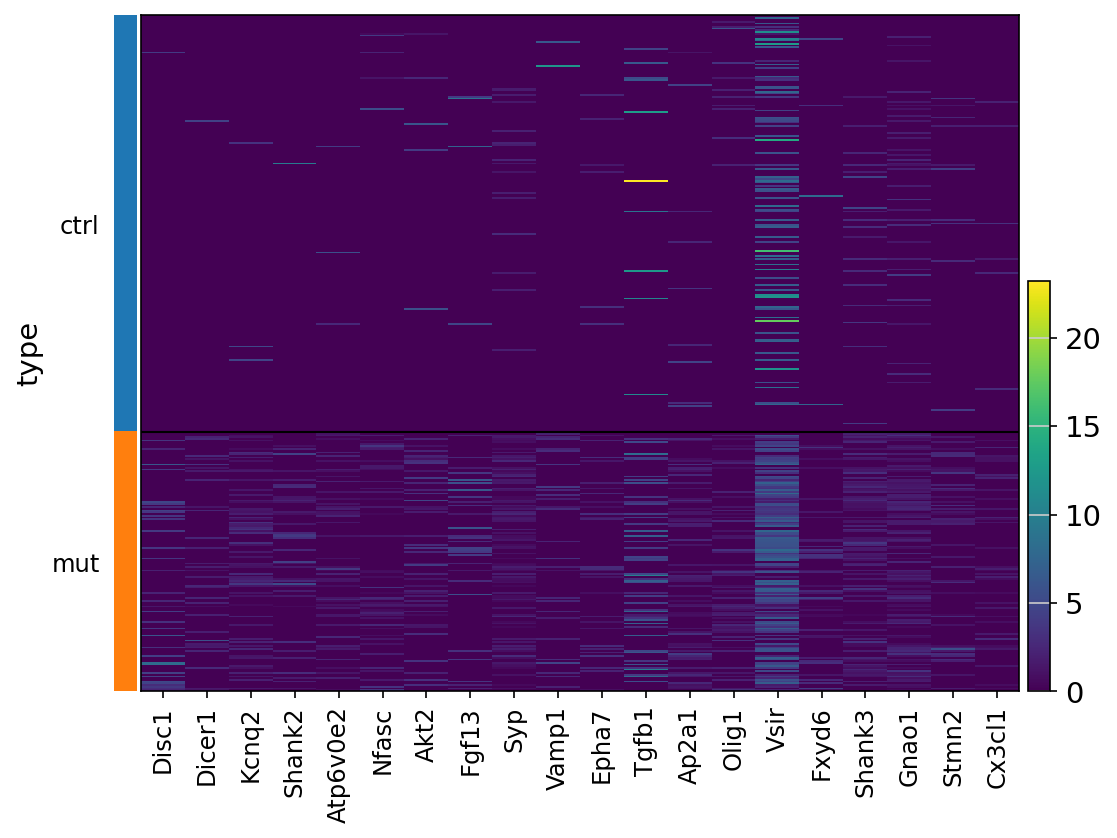 type
ctrl
mut
20
15
10
5
0
Disc1
Dicer1
Kcnq2
Shank2
Atp6v0e2
Nfasc
Akt2
Fgf13
Syp
Vamp1
Epha7
Tgfb1
Ap2a1
Olig1
Vsir
Fxyd6
Shank3
Gnao1
Stmn2
Cx3cl1